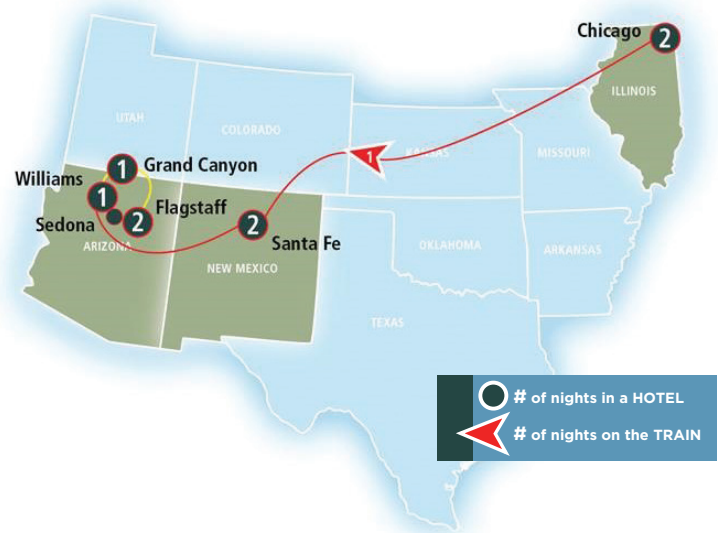 Chicago 2
ILLINOIS
UTAH
COLORADO
1
KANSAS
MISSOURI
1 Grand Canyon
Williams 1
Flagstaff
Sedona 2
ARIZONA
2
Santa Fe
NEW MEXICO
OKLAHOMA
ARKANSAS
TEXAS
# of nights in a HOTEL
# of nights on the TRAIN